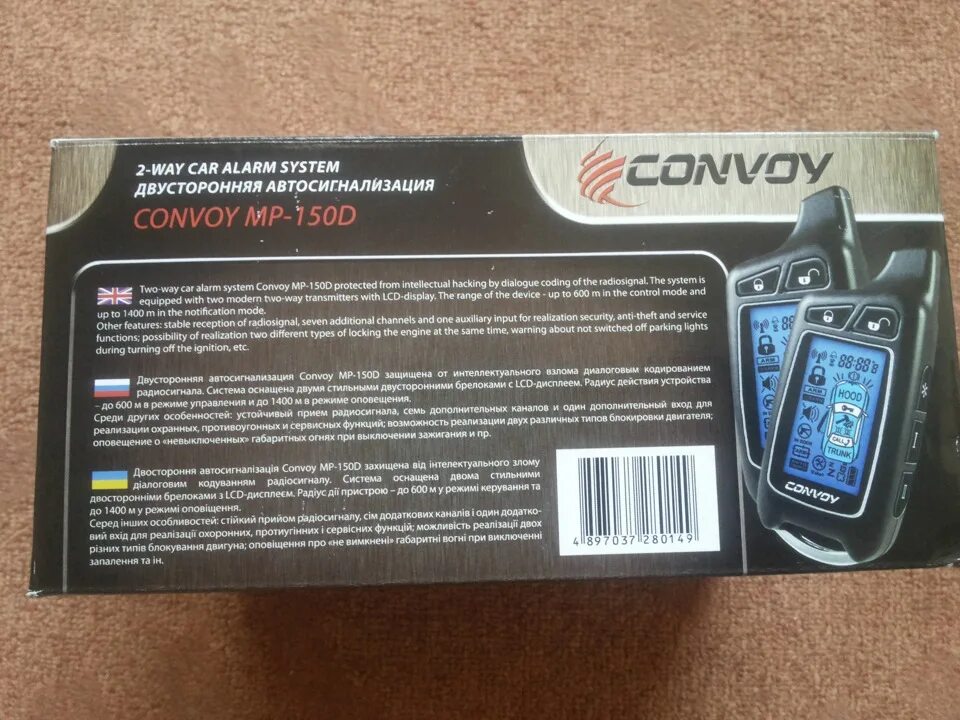 2-WAY CAR ALARM SYSTEM
ДВУСТОРОННЯЯ АВТОСИГНАЛИЗАЦИЯ
CONVOY MP-150D
CONVOY
Two-way car alarm system Convoy MP-150D protected from intellectual hacking by dialogue coding of the radiosignal. The system is
equipped with two modern two-way transmitters with LCD-display. The range of the device - up to 600 m in the control mode and
up to 1400 m in the notification mode.
Other features: stable reception of radiosignal, seven additional channels and one auxiliary input for realization security, anti-theft and service
functions; possibility of realization two different types of locking the engine at the same time, warning about not switched off parking lights
during turning off the ignition, etc.
Двусторонняя автосигнализация Convoy MP-150D защищена от интеллектуального взлома диалоговым кодированием
радиосигнала. Система оснащена двумя стильными двусторонними брелоками с LCD-дисплеем. Радиус действия устройства
– до 600 м в режиме управления и до 1400 м в режиме оповещения.
Среди других особенностей: устойчивый прием радиосигнала, семь дополнительных каналов и один дополнительный вход для
реализации охранных, противоугонных и сервисных функций; возможность реализации двух различных типов блокировки двигателя;
оповещение о «невыключенных» габаритных огнях при выключении зажигания и пр.
Двостороння автосигналізація Convoy MP-150D захищена від інтелектуального злому
діалоговим кодуванням радіосигналу. Система оснащена двома стильними
двосторонніми брелоками з LCD-дисплеєм. Радіус дії пристрою – до 600 м у режимі керування та
до 1400 м у режимі оповіщення.
Серед інших особливостей: стійкий прийом радіосигналу, сім додаткових каналів і один додатко-
вий вхід для реалізації охоронних, протиугінних і сервісних функцій; можливість реалізації двох
різних типів блокування двигуна; оповіщення про «не вимкнені» габаритні вогні при виключенні
запалення та ін.
4 897037 280149
88:88
ARM
HOOD
CALL
TRUNK
CONVOY